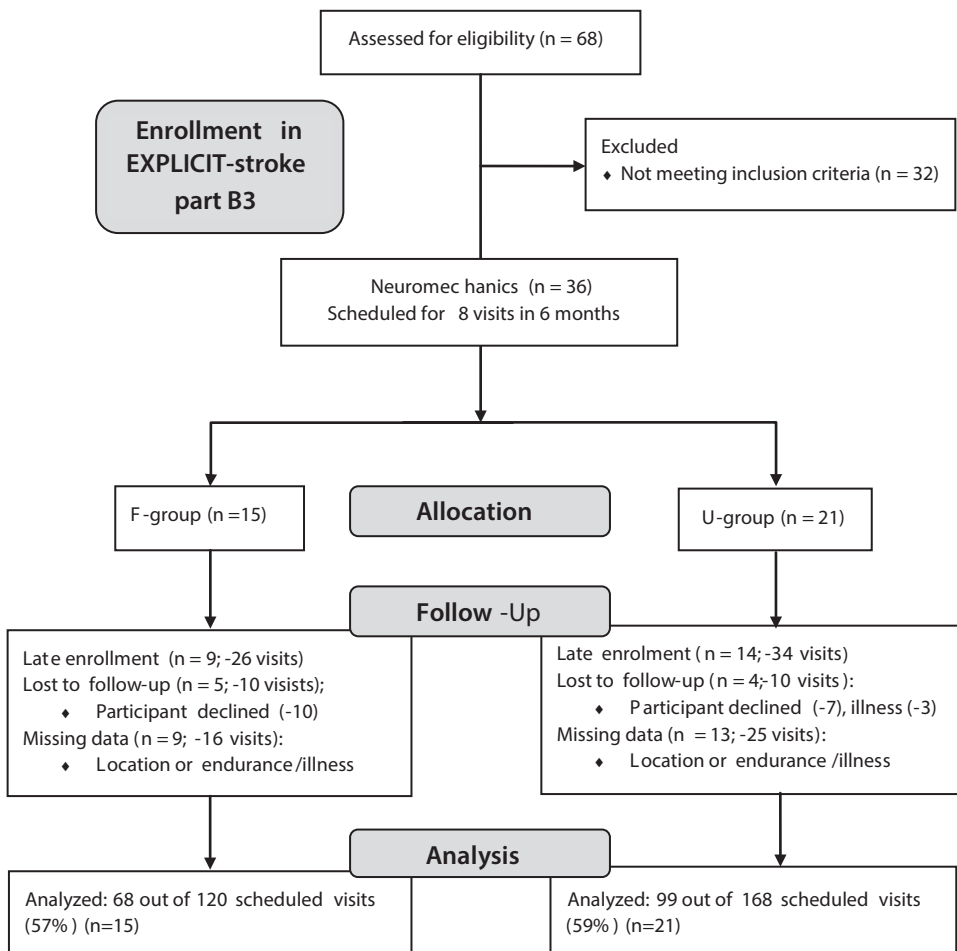 Assessed for eligibility (n = 68)
Enrollment in
EXPLICIT-stroke
part B3
Excluded
♦ Not meeting inclusion criteria (n = 32)
Neuromec hanics (n = 36)
Scheduled for 8 visits in 6 months
F-group (n =15)
Allocation
U-group (n = 21)
Follow -Up
Late enrollment (n = 9; -26 visits)
Lost to follow-up (n = 5; -10 visists);
♦ Participant declined (-10)
Missing data (n = 9; -16 visits):
♦ Location or endurance/illness
Late enrolment ( n = 14; -34 visits)
Lost to follow-up (n = 4;-10 visits ):
♦ Participant declined (-7), illness (-3)
Missing data (n = 13; -25 visits):
♦ Location or endurance /illness
Analysis
Analyzed: 68 out of 120 scheduled visits
(57% ) (n=15)
Analyzed: 99 out of 168 scheduled visits
(59% ) (n=21)